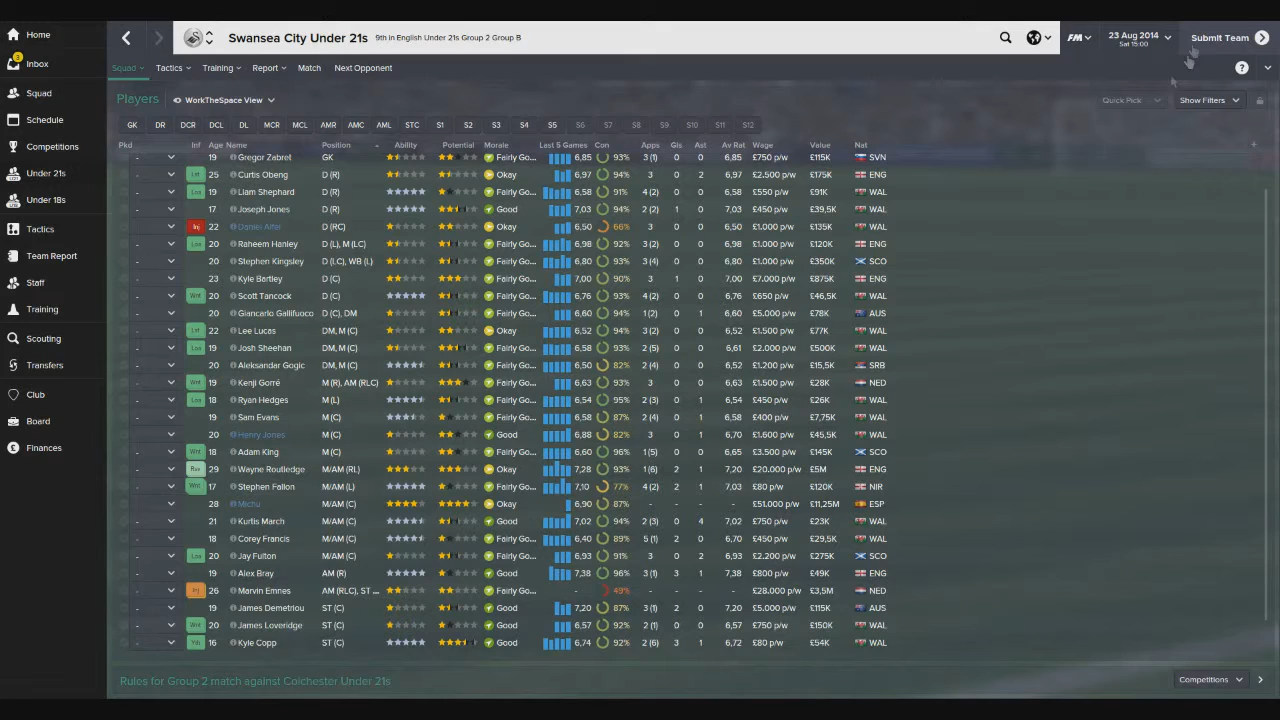 Home
Swansea City Under 21s 9th in English Under 21s Group 2 Group B
FM 23 Aug 2014 Sat 15:00 Submit Team
3 Inbox
Squad Tactics Training Report Match Next Opponent ?
Squad
Schedule
Competitions
Under 21s
Under 18s
Tactics
Team Report
Staff
Training
Scouting
Transfers
Club
Board
Finances
Players WorkTheSpace View Quick Pick Show Filters
GK DR DCR DCL DL MCR MCL AMR AMC AML STC S1 S2 S3 S4 S5 S6 S7 S8 S9 S10 S11 S12
Pkd Inf Age Name Position Ability Potential Morale Last 5 Games Con Apps Gls Ast Av Rat Wage Value Nat
- 19 Gregor Zabret GK Fairly Go... 6,85 93% 3 (1) 0 0 6,85 £750 p/w £115K SVN
- 25 Curtis Obeng D (R) Okay 6,97 94% 3 0 2 6,97 £2.500 p/w £175K ENG
- Loa 19 Liam Shephard D (R) Fairly Go... 6,58 91% 4 (2) 0 0 6,58 £550 p/w £91K WAL
- 17 Joseph Jones D (R) Good 7,03 94% 2 (2) 1 0 7,03 £450 p/w £39,5K WAL
- Inj 22 Daniel Alfei D (RC) Okay 6,50 66% 3 0 0 6,50 £1.000 p/w £135K WAL
- Loa 20 Raheem Hanley D (L), M (LC) Fairly Go... 6,98 92% 3 (2) 0 0 6,98 £1.000 p/w £120K ENG
- 20 Stephen Kingsley D (LC), WB (L) Fairly Go... 6,80 93% 3 (4) 0 0 6,80 £1.000 p/w £350K SCO
- 23 Kyle Bartley D (C) Fairly Go... 7,00 90% 3 1 0 7,00 £7.000 p/w £875K ENG
- Wnt 20 Scott Tancock D (C) Fairly Go... 6,76 93% 4 (2) 0 0 6,76 £650 p/w £46,5K WAL
- 20 Giancarlo Gallifuoco D (C), DM Fairly Go... 6,60 94% 1 (2) 0 0 6,60 £5.000 p/w £78K AUS
- 22 Lee Lucas DM, M (C) Okay 6,52 94% 3 (2) 0 0 6,52 £1.500 p/w £77K WAL
- Loa 19 Josh Sheehan DM, M (C) Fairly Go... 6,58 93% 2 (5) 0 0 6,61 £2.000 p/w £500K WAL
- 20 Aleksandar Gogic DM, M (C) Fairly Go... 6,50 82% 2 (4) 0 0 6,50 £1.200 p/w £15,5K SRB
- Wnt 19 Kenji Gorré M (R), AM (RLC) Fairly Go... 6,63 93% 3 0 0 6,63 £1.500 p/w £28K NED
- Loa 18 Ryan Hedges M (L) Fairly Go... 6,54 95% 2 (3) 0 0 6,54 £450 p/w £26K WAL
- 19 Sam Evans M (C) Fairly Go... 6,58 87% 2 (4) 0 1 6,58 £400 p/w £7,75K WAL
- 20 Henry Jones M (C) Good 6,88 82% 3 0 1 6,70 £1.600 p/w £45,5K WAL
- Wnt 18 Adam King M (C) Fairly Go... 6,60 96% 5 (1) 0 0 6,65 £3.500 p/w £145K SCO
- 29 Wayne Routledge M/AM (RL) Okay 7,28 93% 1 (6) 2 1 7,20 £20.000 p/w £5M ENG
- Wnt 17 Stephen Fallon M/AM (L) Fairly Go... 7,10 77% 4 (2) 2 1 7,03 £80 p/w £120K NIR
- 28 Michu M/AM (C) Okay 6,90 87% - - - - £51.000 p/w £11,25M ESP
- 21 Kurtis March M/AM (C) Good 7,02 94% 2 (3) 0 4 7,02 £750 p/w £23K WAL
- 18 Corey Francis M/AM (C) Fairly Go... 6,40 89% 5 (1) 2 0 6,68 £450 p/w £29,5K WAL
- Loa 20 Jay Fulton M/AM (C) Fairly Go... 6,93 91% 3 0 2 6,93 £2.200 p/w £275K SCO
- 19 Alex Bray AM (R) Good 7,38 96% 3 (1) 3 1 7,38 £800 p/w £49K ENG
- Inj 26 Marvin Emnes AM (RLC), ST ... Fairly Go... - 49% - - - - £28.000 p/w £3,5M NED
- 19 James Demetriou ST (C) Good 7,20 87% 3 (1) 2 0 7,20 £5.000 p/w £115K AUS
- Wnt 20 James Loveridge ST (C) Good 6,57 92% 2 (1) 0 0 6,57 £750 p/w £150K WAL
- Yth 16 Kyle Copp ST (C) Good 6,74 92% 2 (6) 3 1 6,72 £80 p/w £54K WAL
Rules for Group 2 match against Colchester Under 21s Competitions